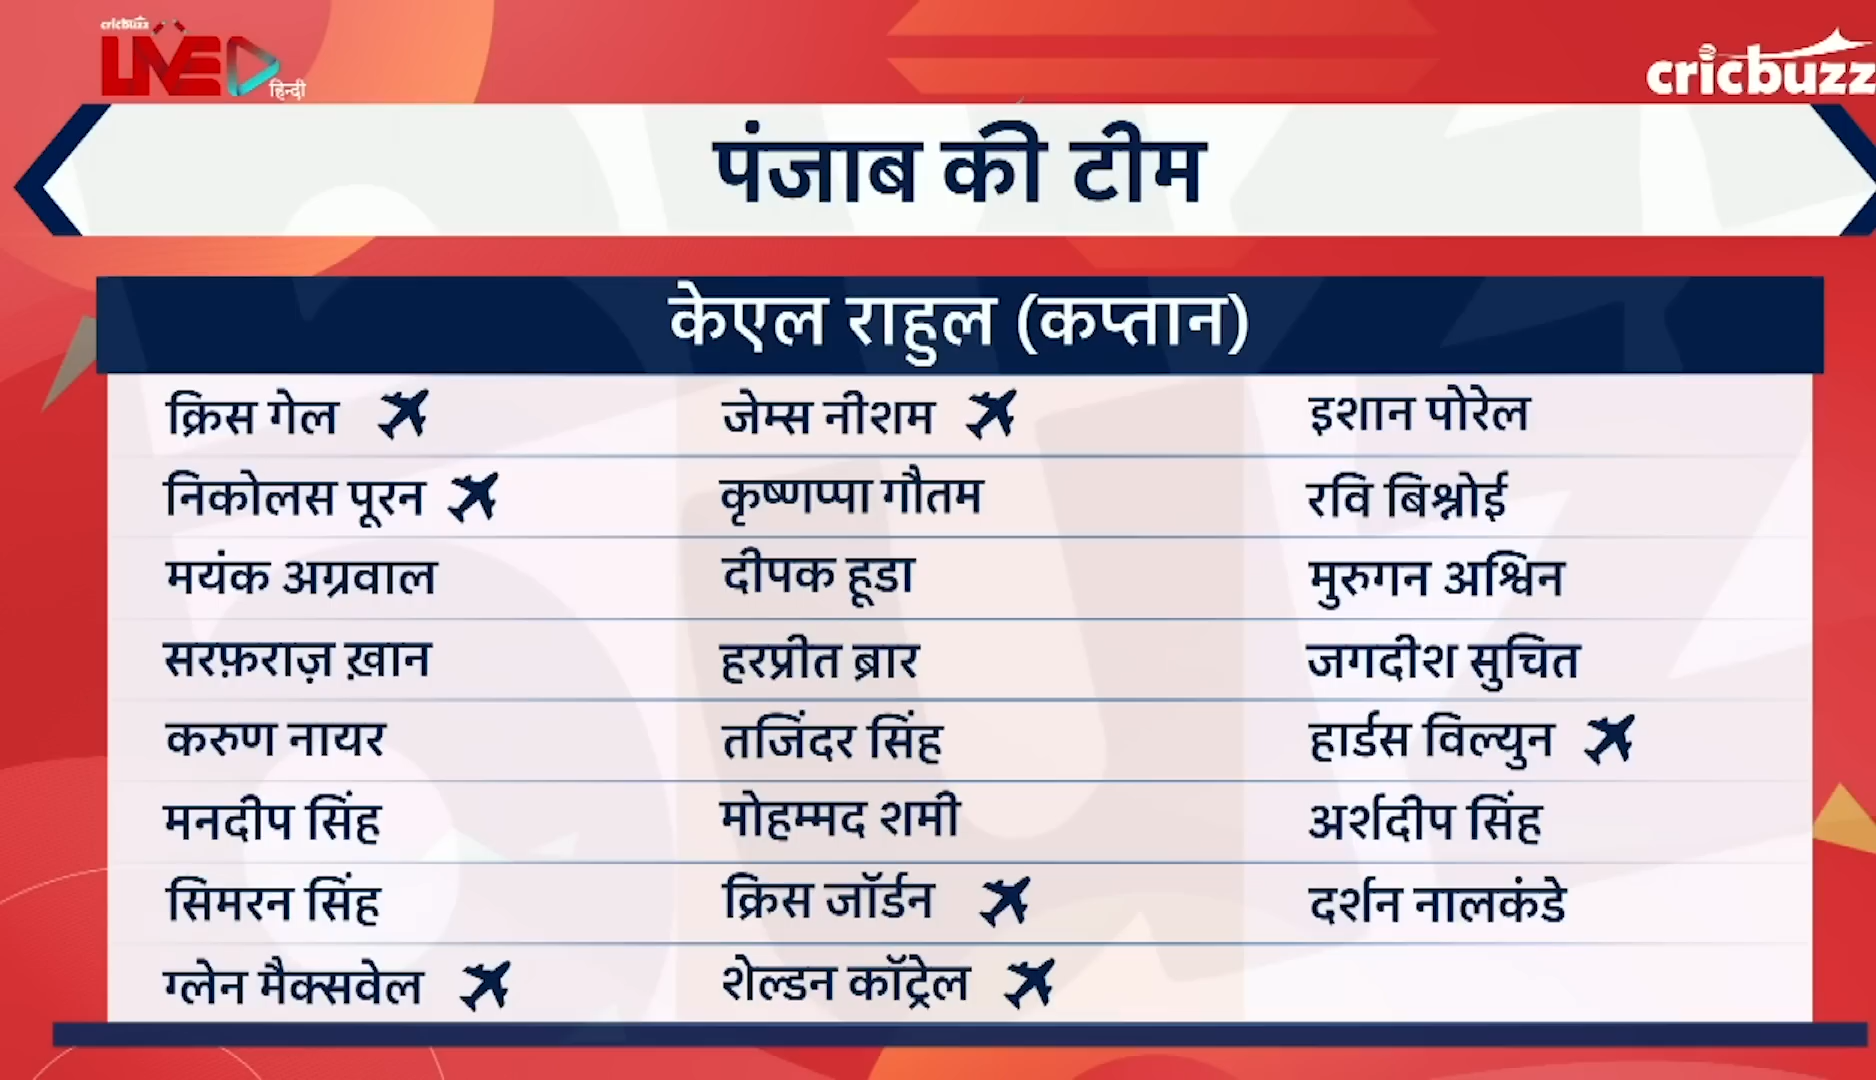 cricbuzz
LIVE
हिन्दी
cricbuzz
पंजाब की टीम
केएल राहुल (कप्तान)
क्रिस गेल
निकोलस पूरन
मयंक अग्रवाल
सरफ़राज़ ख़ान
करुण नायर
मनदीप सिंह
सिमरन सिंह
ग्लेन मैक्सवेल
जेम्स नीशम
कृष्णप्पा गौतम
दीपक हूडा
हरप्रीत ब्रार
तजिंदर सिंह
मोहम्मद शमी
क्रिस जॉर्डन
शेल्डन कॉट्रेल
इशान पोरेल
रवि बिश्नोई
मुरुगन अश्विन
जगदीश सुचित
हार्डस विल्युन
अर्शदीप सिंह
दर्शन नालकंडे